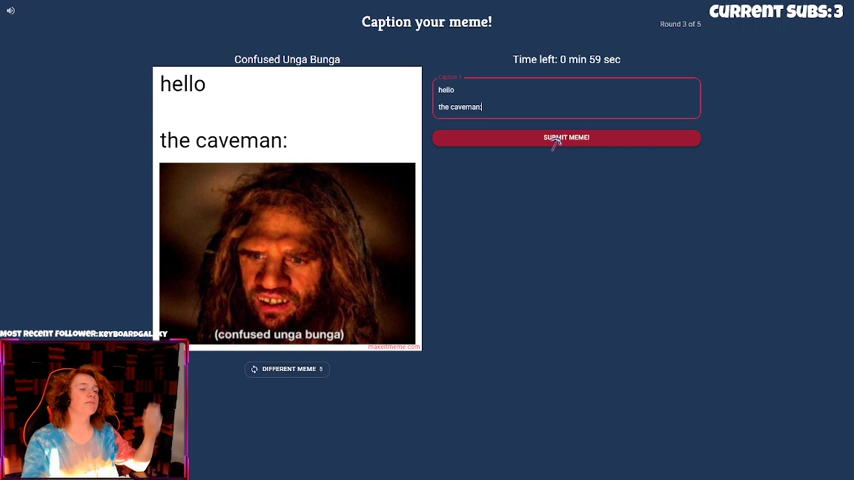 Caption your meme!
CURRENT SUBS: 3
Round 3 of 5
Confused Unga Bunga
Time left: 0 min 59 sec
hello
the caveman:
(confused unga bunga)
makeitmeme.com
Caption 1
hello
the caveman:
SUBMIT MEME!
DIFFERENT MEME 5
MOST RECENT FOLLOWER: KEYBOARDGALAXY